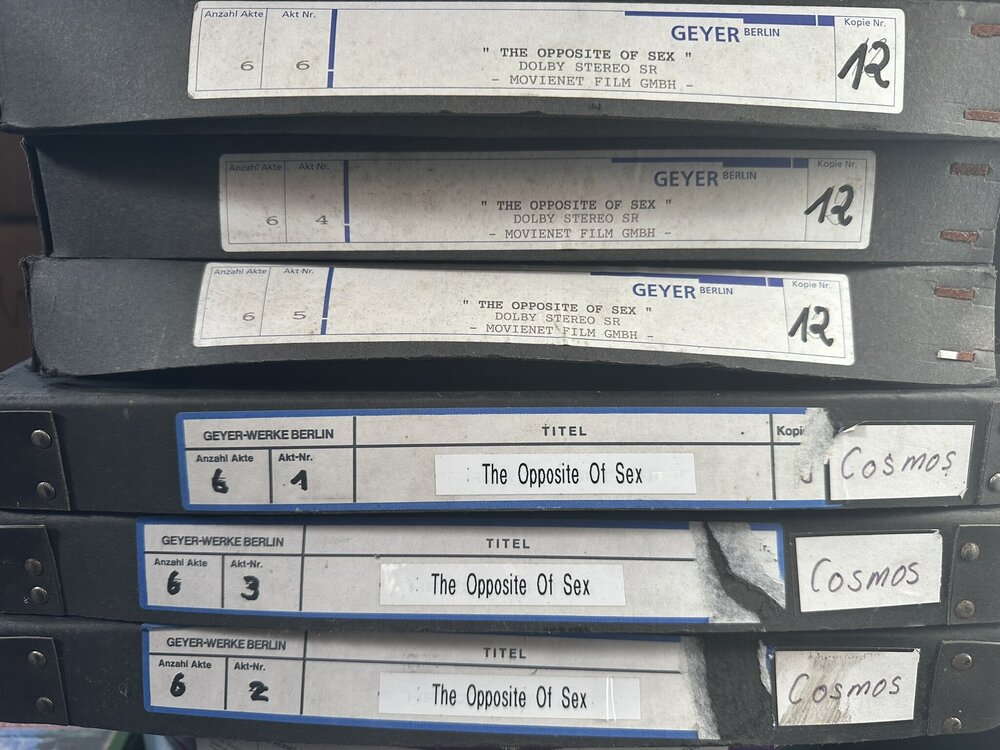 Anzahl Akte Akt Nr. GEYER BERLIN Kopie Nr.
6 6 " THE OPPOSITE OF SEX " 12
DOLBY STEREO SR
- MOVIENET FILM GMBH -
Anzahl Akte Akt Nr. GEYER BERLIN Kopie Nr.
6 4 " THE OPPOSITE OF SEX " 12
DOLBY STEREO SR
- MOVIENET FILM GMBH -
Anzahl Akte Akt Nr. GEYER BERLIN Kopie Nr.
6 5 " THE OPPOSITE OF SEX " 12
DOLBY STEREO SR
- MOVIENET FILM GMBH -
GEYER-WERKE BERLIN TITEL Kopi
Anzahl Akte Akt-Nr.
6 1 The Opposite Of Sex Cosmos
GEYER-WERKE BERLIN TITEL
Anzahl Akte Akt-Nr.
6 3 The Opposite Of Sex Cosmos
GEYER-WERKE BERLIN TITEL
Anzahl Akte Akt-Nr.
6 2 The Opposite Of Sex Cosmos